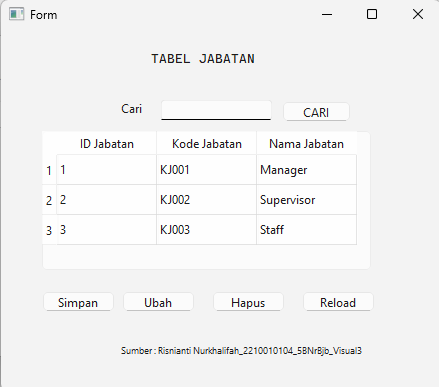 Form
TABEL JABATAN
Cari CARI
ID Jabatan Kode Jabatan Nama Jabatan
1 1 KJ001 Manager
2 2 KJ002 Supervisor
3 3 KJ003 Staff
Simpan Ubah Hapus Reload
Sumber : Risnianti Nurkhalifah_2210010104_5BNrBjb_Visual3